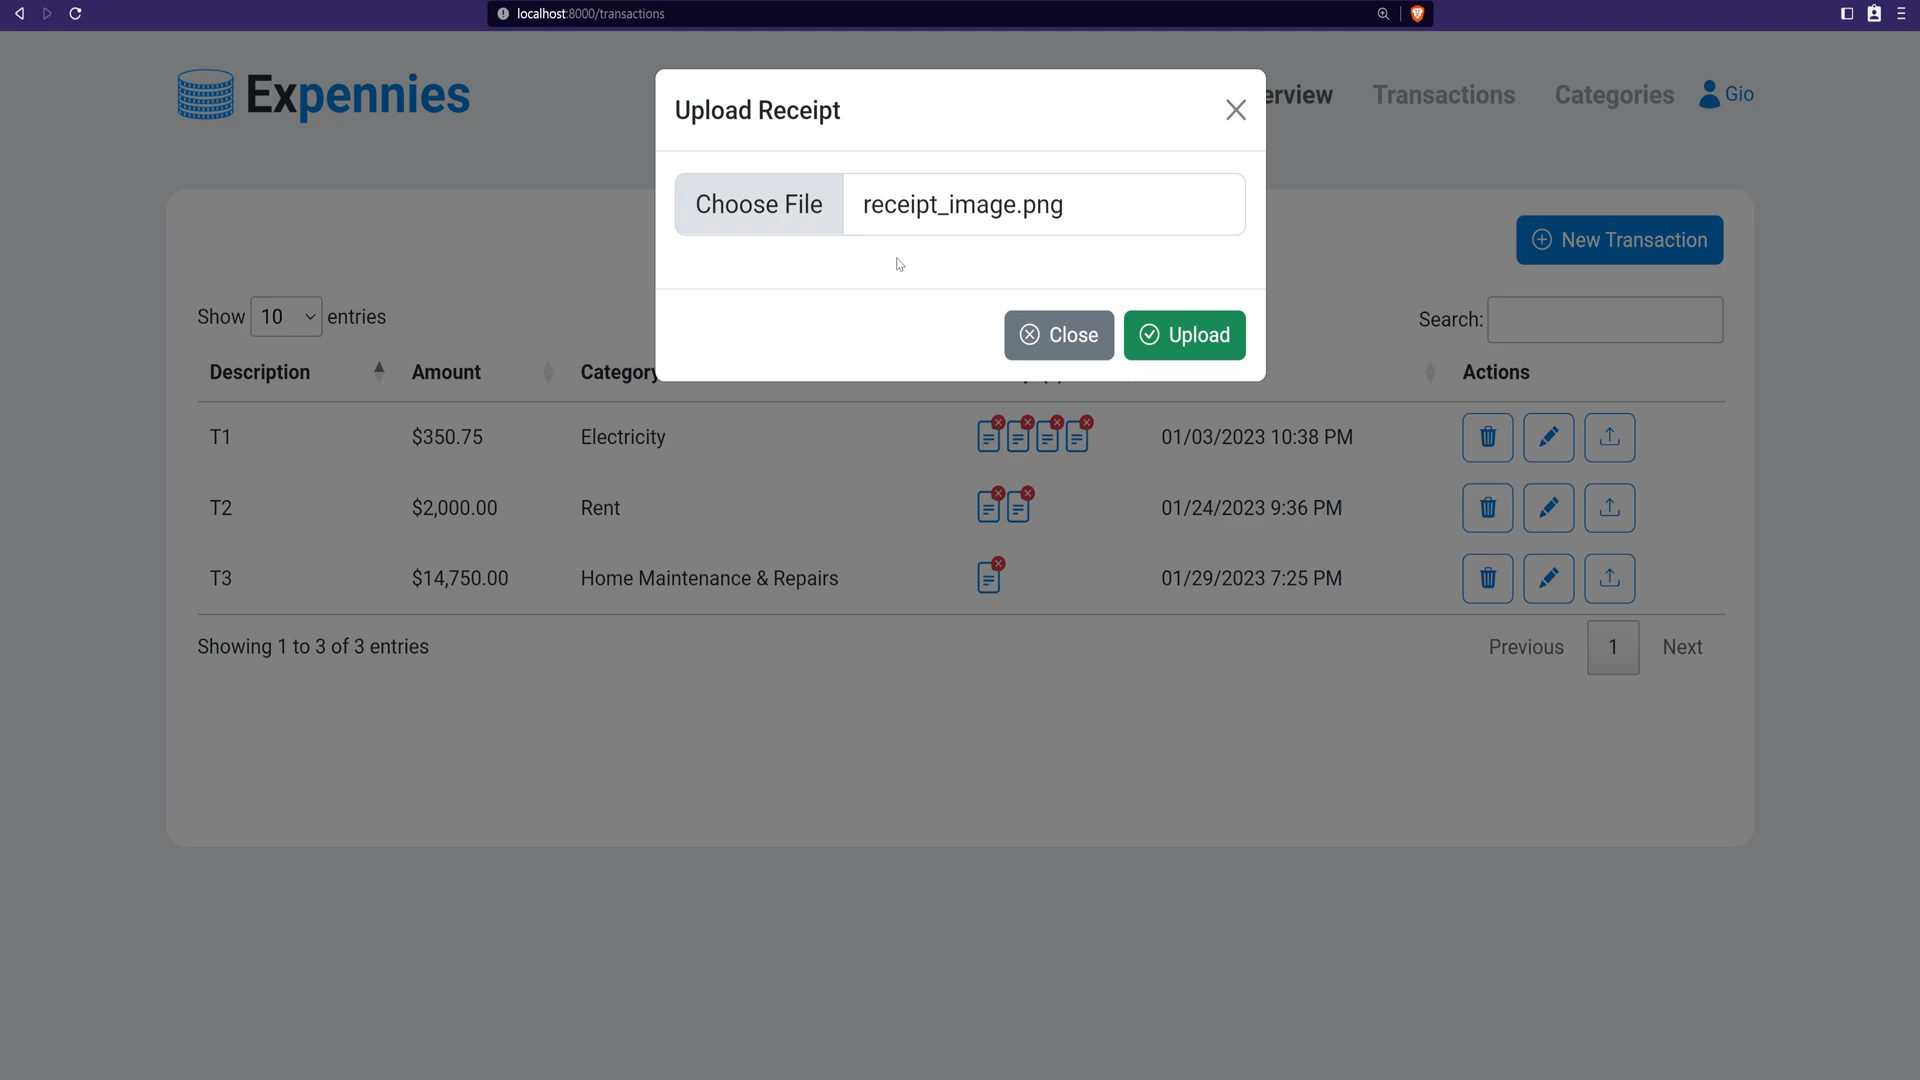 localhost:8000/transactions
Expennies
Upload Receipt
erview
Transactions
Categories
Gio
Choose File
receipt_image.png
New Transaction
Show 10 entries
Search:
Close
Upload
Description
Amount
Category
Actions
T1
$350.75
Electricity
01/03/2023 10:38 PM
T2
$2,000.00
Rent
01/24/2023 9:36 PM
T3
$14,750.00
Home Maintenance & Repairs
01/29/2023 7:25 PM
Showing 1 to 3 of 3 entries
Previous
1
Next